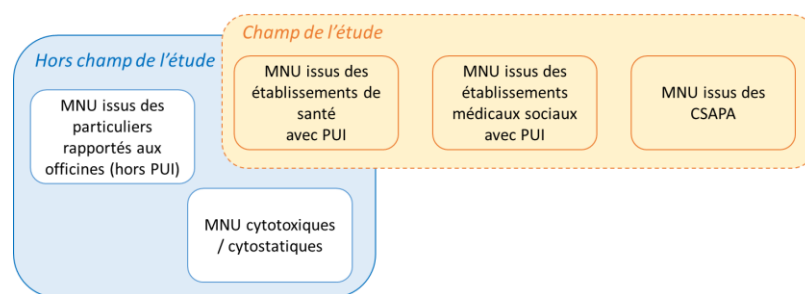 Champ de l'étude
Hors champ de l'étude
MNU issus des
établissements de
santé
avec PUI
MNU issus des
établissements
médicaux sociaux
avec PUI
MNU issus des
CSAPA
MNU issus des
particuliers
rapportés aux
officines (hors PUI)
MNU cytotoxiques
/ cytostatiques